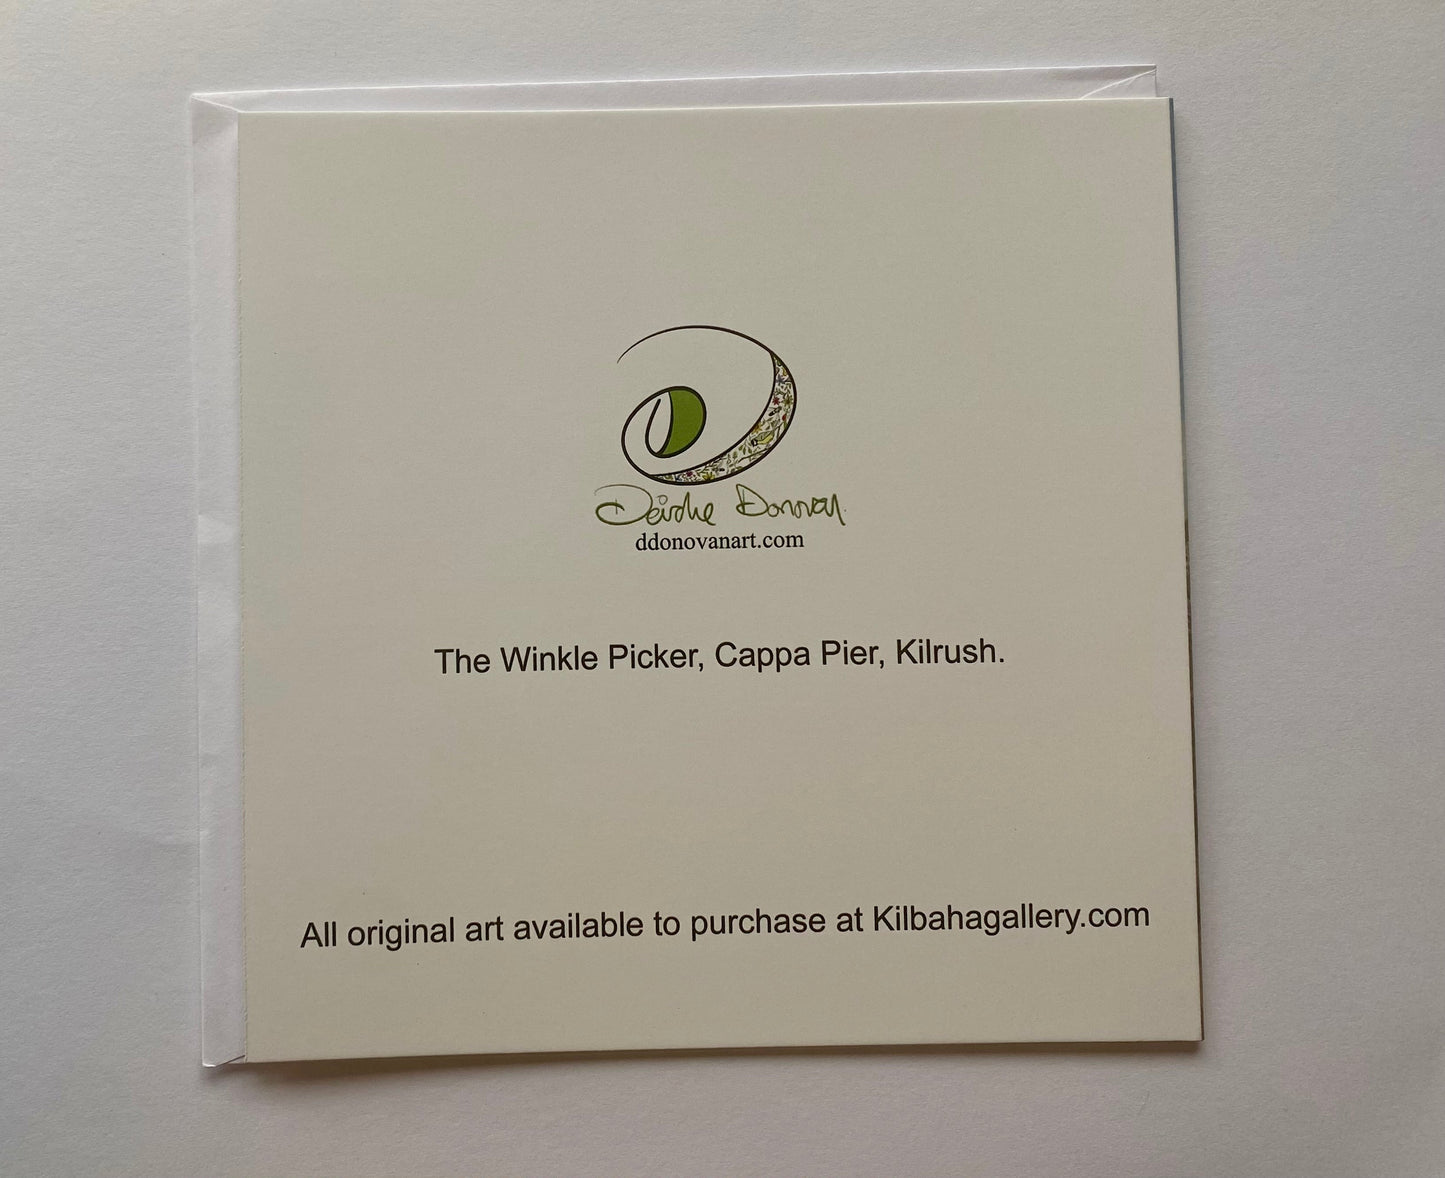 Deirdre Donovan
ddonovanart.com
The Winkle Picker, Cappa Pier, Kilrush.
All original art available to purchase at Kilbahagallery.com